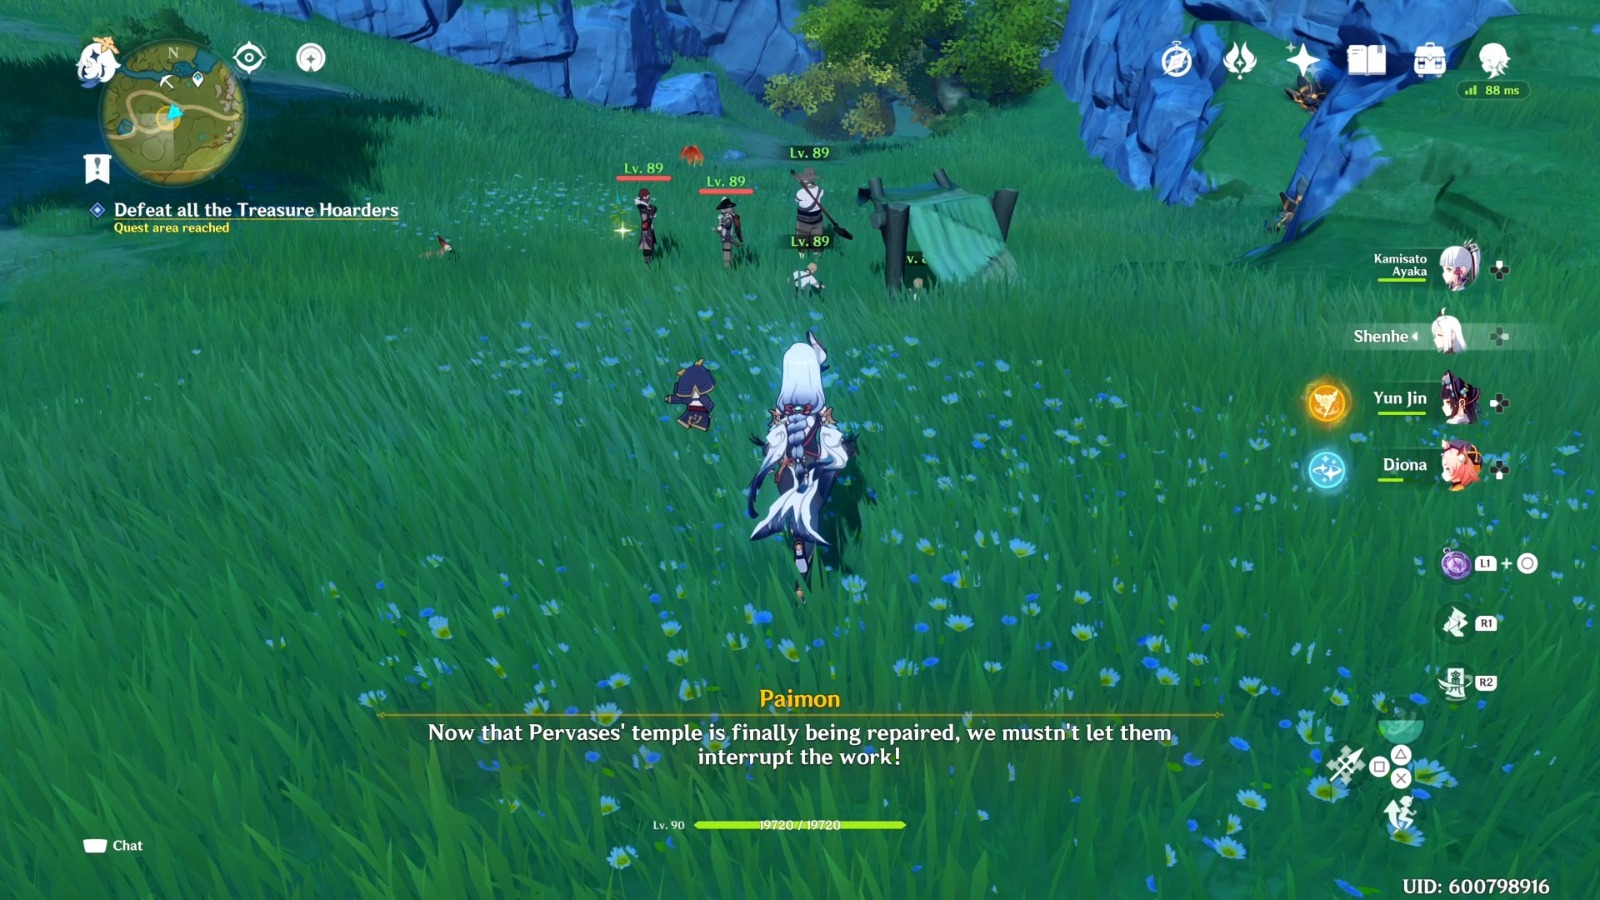 N
88 ms
Lv. 89
Lv. 89
Lv. 89
Lv. 89
Defeat all the Treasure Hoarders
Quest area reached
Kamisato
Ayaka
Shenhe
Yun Jin
Diona
L1 +
R1
R2
Paimon
Now that Pervases' temple is finally being repaired, we mustn't let them
interrupt the work!
Lv. 90
19720 / 19720
Chat
UID: 600798916